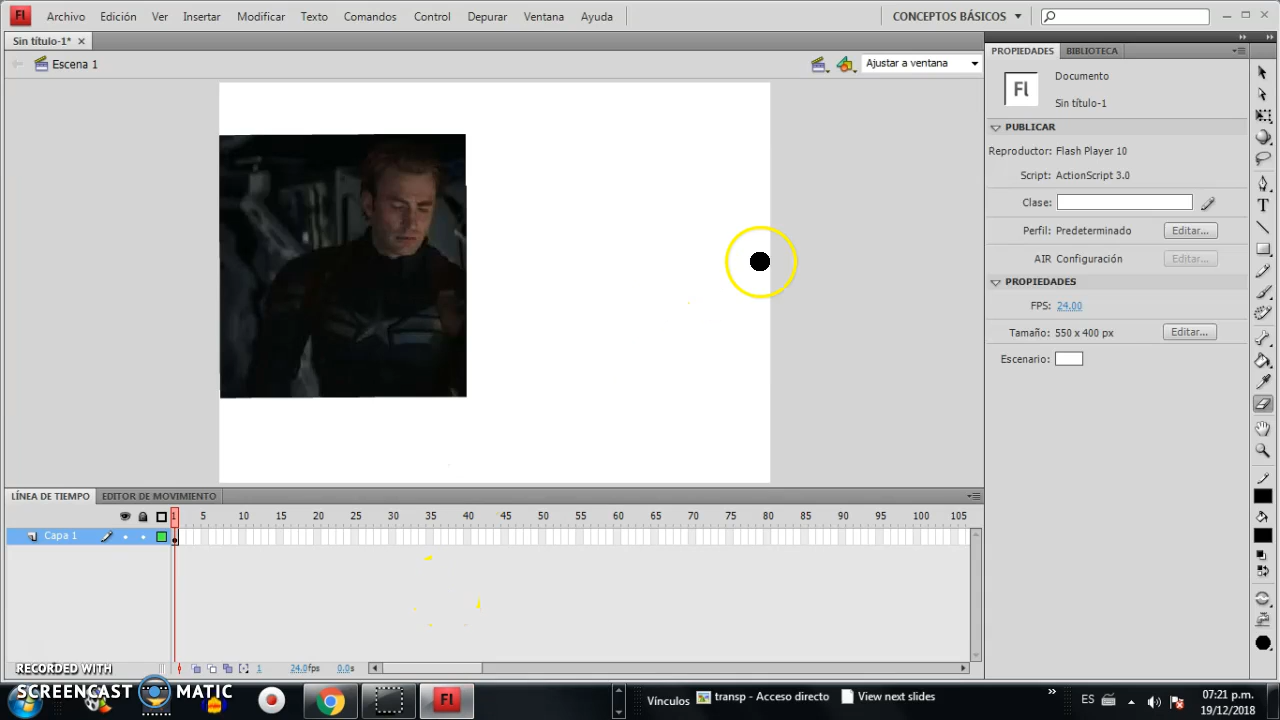 Fl Archivo Edición Ver Insertar Modificar Texto Comandos Control Depurar Ventana Ayuda CONCEPTOS BÁSICOS
Sin título-1*
Escena 1 Ajustar a ventana
PROPIEDADES BIBLIOTECA
Fl
Documento
Sin título-1
PUBLICAR
Reproductor: Flash Player 10
Script: ActionScript 3.0
Clase:
Perfil: Predeterminado Editar...
AIR Configuración Editar...
PROPIEDADES
FPS: 24.00
Tamaño: 550 x 400 px Editar...
Escenario:
LÍNEA DE TIEMPO EDITOR DE MOVIMIENTO
1 5 10 15 20 25 30 35 40 45 50 55 60 65 70 75 80 85 90 95 100 105
Capa 1
1 24.0fps 0.0s
RECORDED WITH
SCREENCAST MATIC
Fl
Vínculos transp - Acceso directo View next slides
ES
07:21 p.m.
19/12/2018